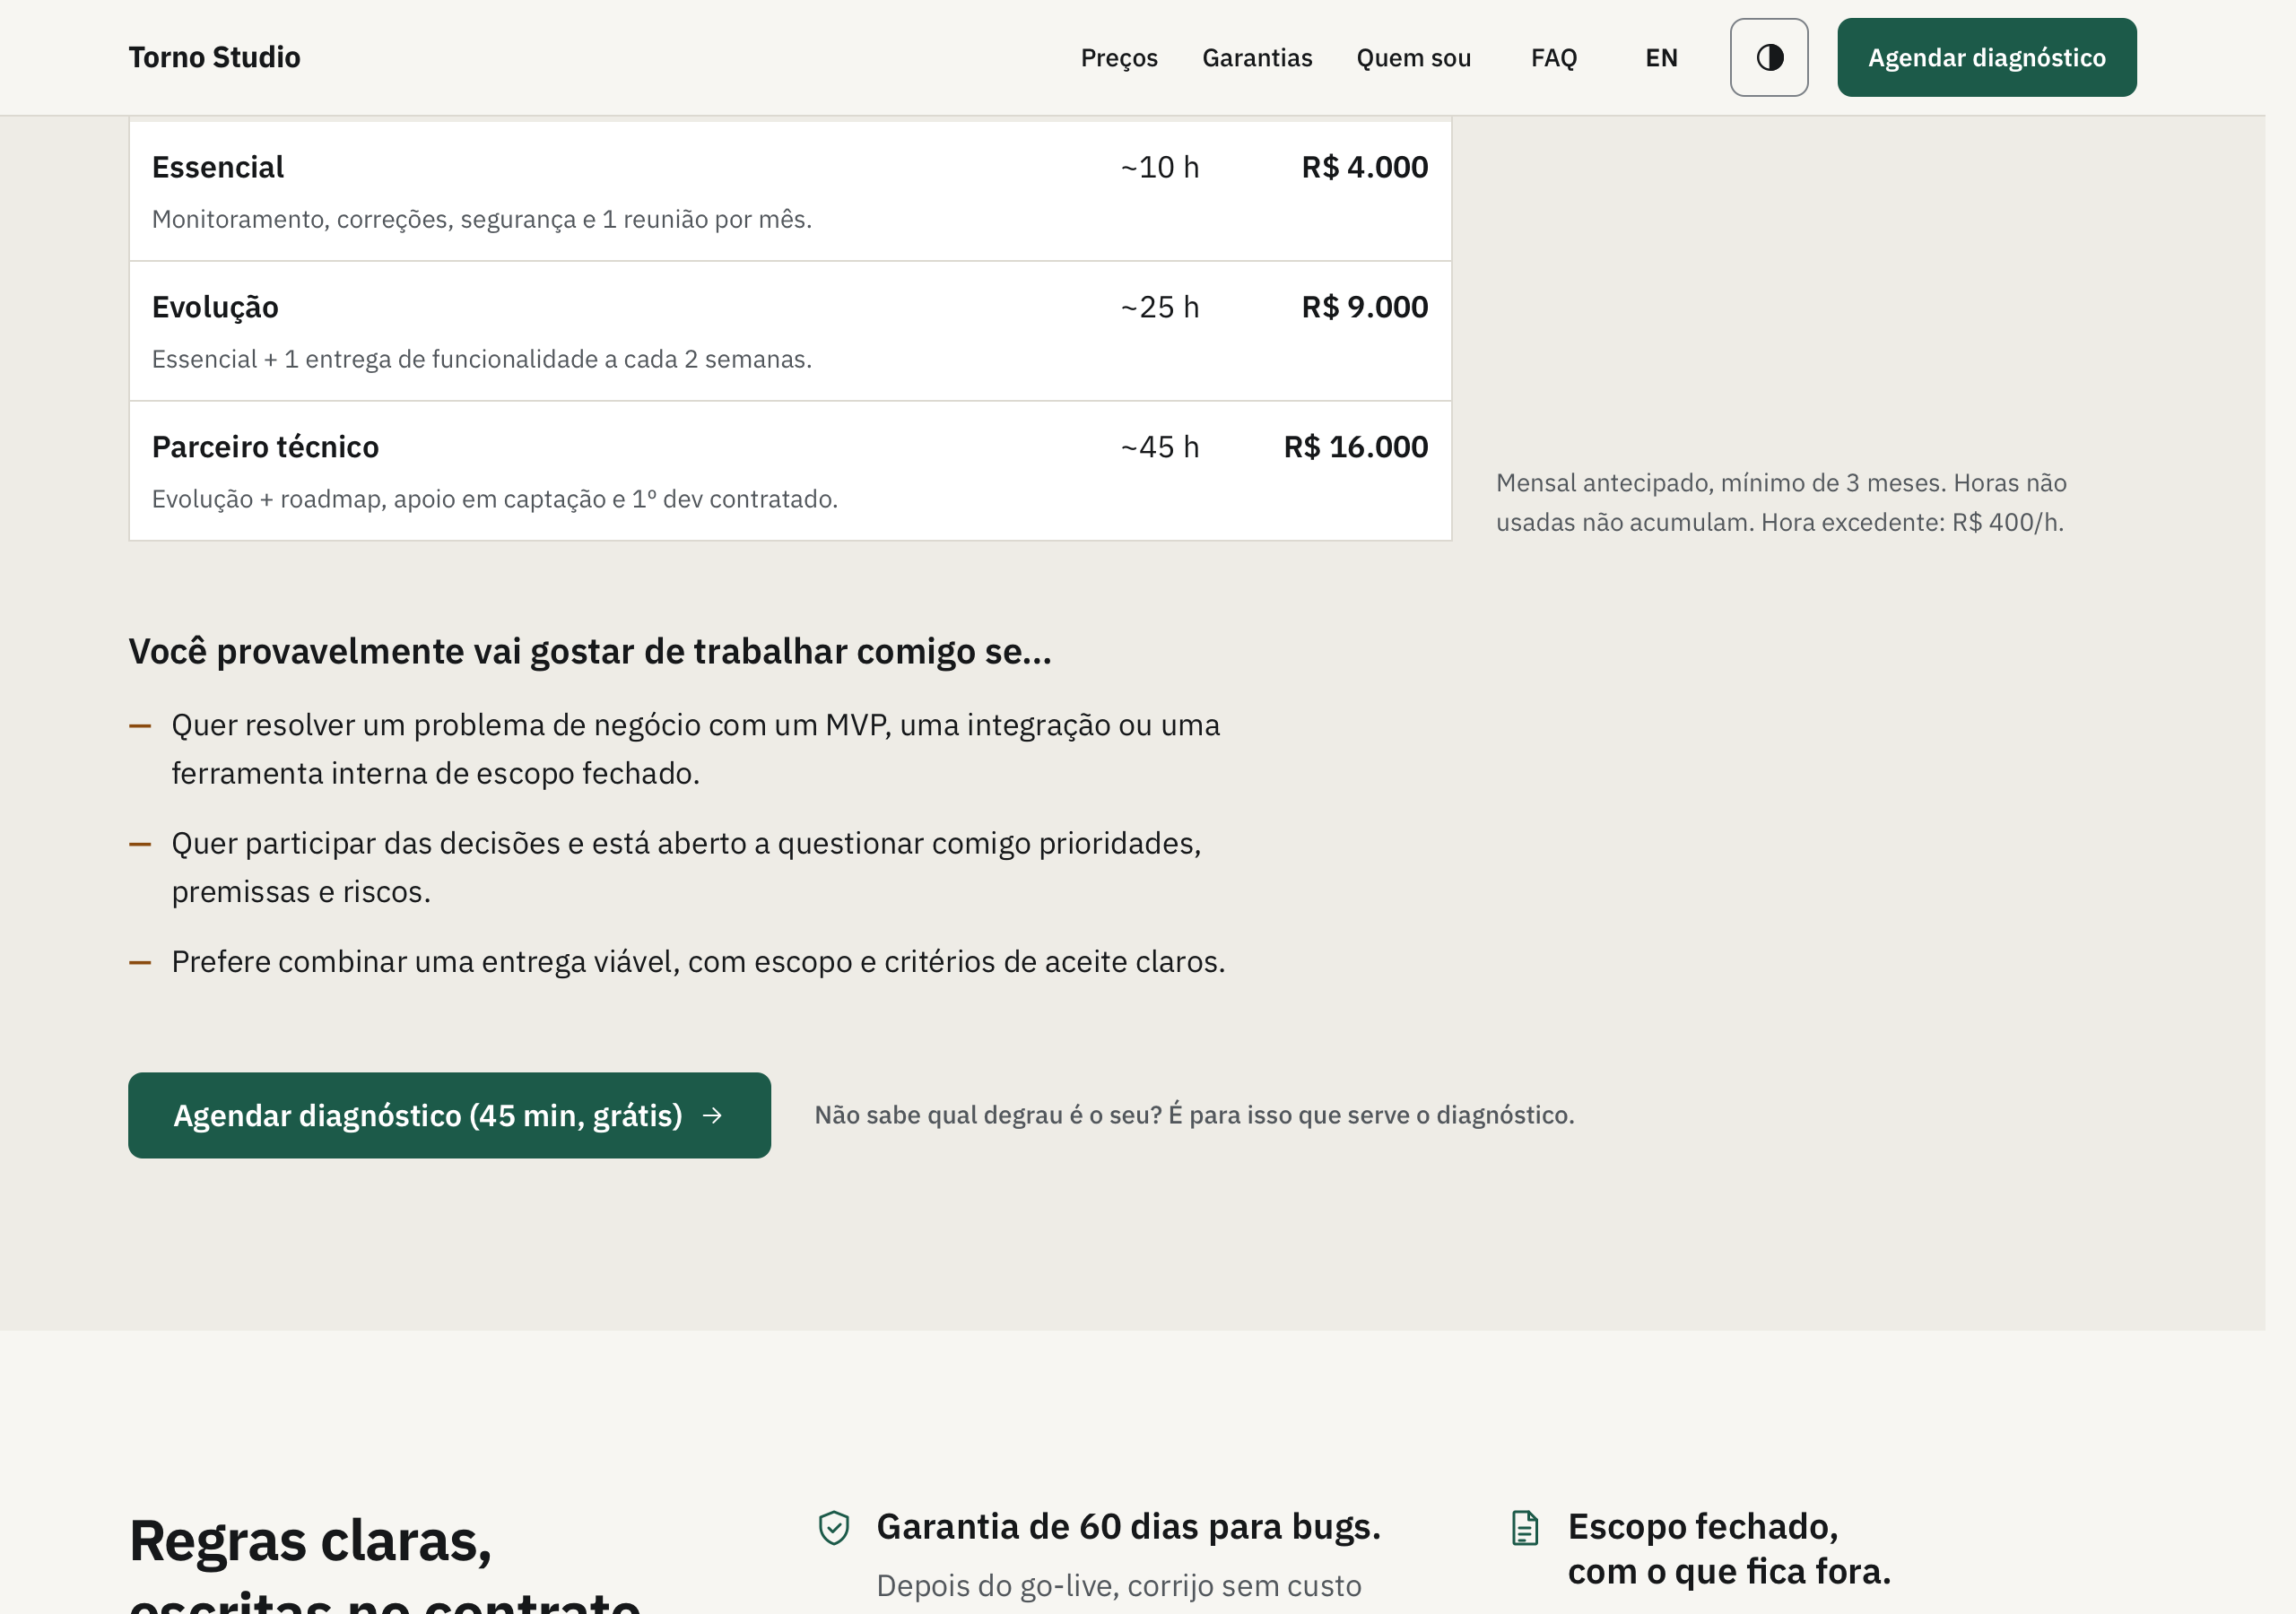 Torno Studio
Preços
Garantias
Quem sou
FAQ
EN
Agendar diagnóstico
Essencial
~10 h
R$ 4.000
Monitoramento, correções, segurança e 1 reunião por mês.
Evolução
~25 h
R$ 9.000
Essencial + 1 entrega de funcionalidade a cada 2 semanas.
Parceiro técnico
~45 h
R$ 16.000
Evolução + roadmap, apoio em captação e 1º dev contratado.
Mensal antecipado, mínimo de 3 meses. Horas não
usadas não acumulam. Hora excedente: R$ 400/h.
Você provavelmente vai gostar de trabalhar comigo se...
— Quer resolver um problema de negócio com um MVP, uma integração ou uma
ferramenta interna de escopo fechado.
— Quer participar das decisões e está aberto a questionar comigo prioridades,
premissas e riscos.
— Prefere combinar uma entrega viável, com escopo e critérios de aceite claros.
Agendar diagnóstico (45 min, grátis) →
Não sabe qual degrau é o seu? É para isso que serve o diagnóstico.
Regras claras,
escritas no contrato
Garantia de 60 dias para bugs.
Depois do go-live, corrijo sem custo
Escopo fechado,
com o que fica fora.